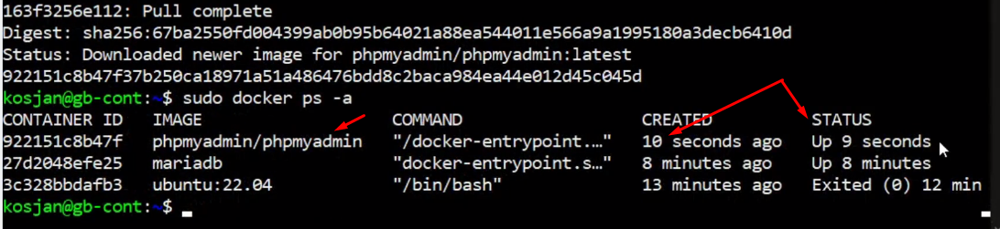 163f3256e112: Pull complete
Digest: sha256:67ba2550fd004399ab0b95b64021a88ea544011e566a9a1995180a3decb6410d
Status: Downloaded newer image for phpmyadmin/phpmyadmin:latest
922151c8b47f37b250ca18971a51a486476bdd8c2baca984ea44e012d45c045d
kosjan@gb-cont:~$ sudo docker ps -a
CONTAINER ID IMAGE COMMAND CREATED STATUS
922151c8b47f phpmyadmin/phpmyadmin "/docker-entrypoint.…" 10 seconds ago Up 9 seconds
27d2048efe25 mariadb "docker-entrypoint.s…" 8 minutes ago Up 8 minutes
3c328bbdafb3 ubuntu:22.04 "/bin/bash" 13 minutes ago Exited (0) 12 min
kosjan@gb-cont:~$